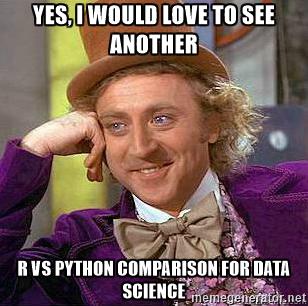 YES, I WOULD LOVE TO SEE
ANOTHER
R VS PYTHON COMPARISON FOR DATA
SCIENCE
memegenerator.net